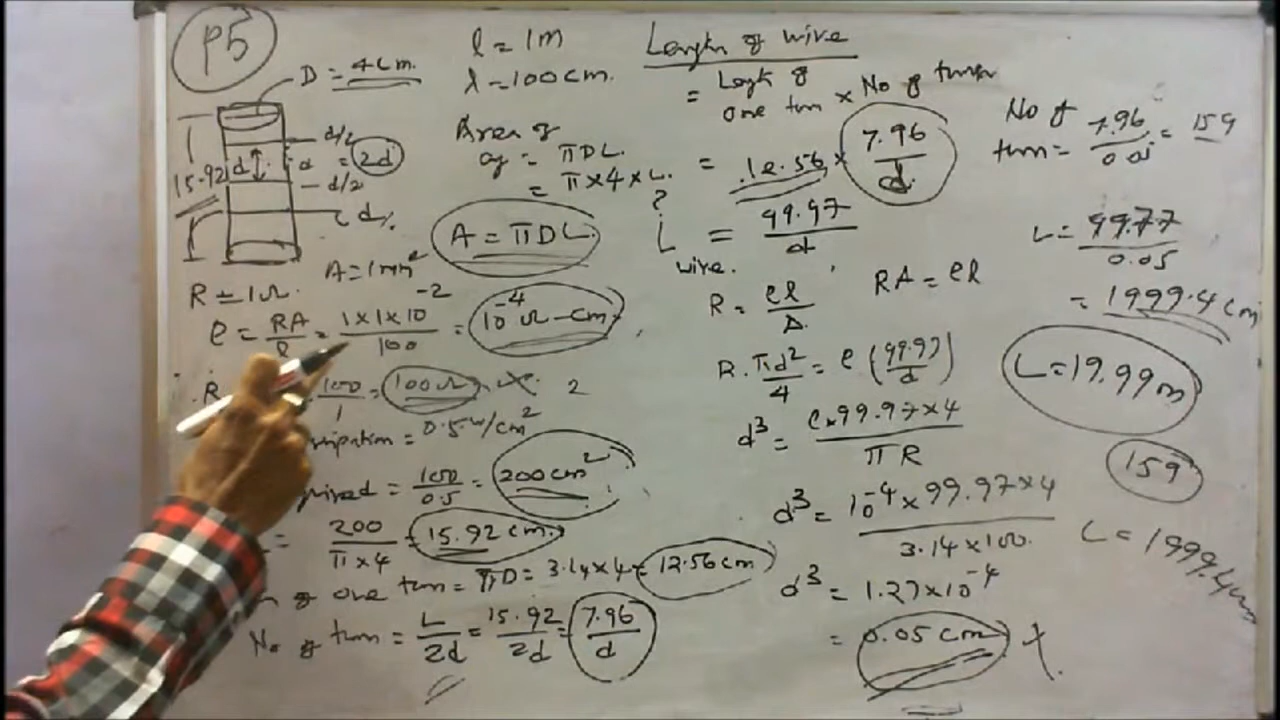 P5
D = 4cm.
d/2
d = 2d
d/2
15.92
d
R = 1Ω.
A = 1mm²
l = 1m
l = 100cm.
Area of
cy = πDL.
= π×4×L.
A = πDL
ρ = RA/l = 1×1×10⁻²/100 = 10⁻⁴ Ω-cm
R 100/1 = 100Ω
= 0.5 w/cm²
= 100/0.5 = 200cm²
= 200/π×4 = 15.92 cm.
of one turn = πD = 3.14×4 = 12.56cm
No of turn = L/2d = 15.92/2d = 7.96/d
Length of wire
= Length of one turn × No of turns
= 12.56 × 7.96/d
?
L wire. = 99.97/d
R = ρl/A.
RA = ρl
R. πd²/4 = ρ (99.97/d)
d³ = ρ×99.97×4/πR
d³ = 10⁻⁴×99.97×4/3.14×100.
d³ = 1.27×10⁻⁴
= 0.05 cm
No of turn = 7.96/0.05 = 159
L = 99.77/0.05
= 1999.4 cm
L = 19.99m
159
L = 1999.4cm